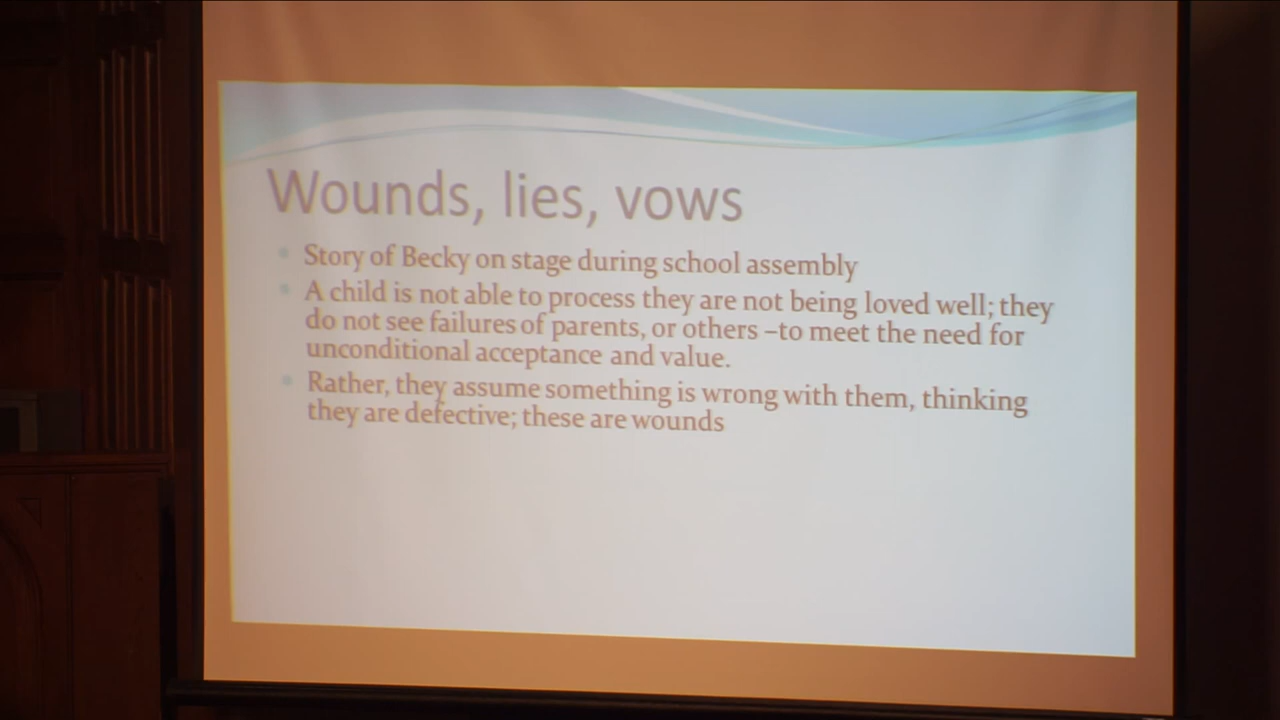 Wounds, lies, vows
Story of Becky on stage during school assembly
A child is not able to process they are not being loved well; they
do not see failures of parents, or others –to meet the need for
unconditional acceptance and value.
Rather, they assume something is wrong with them, thinking
they are defective; these are wounds